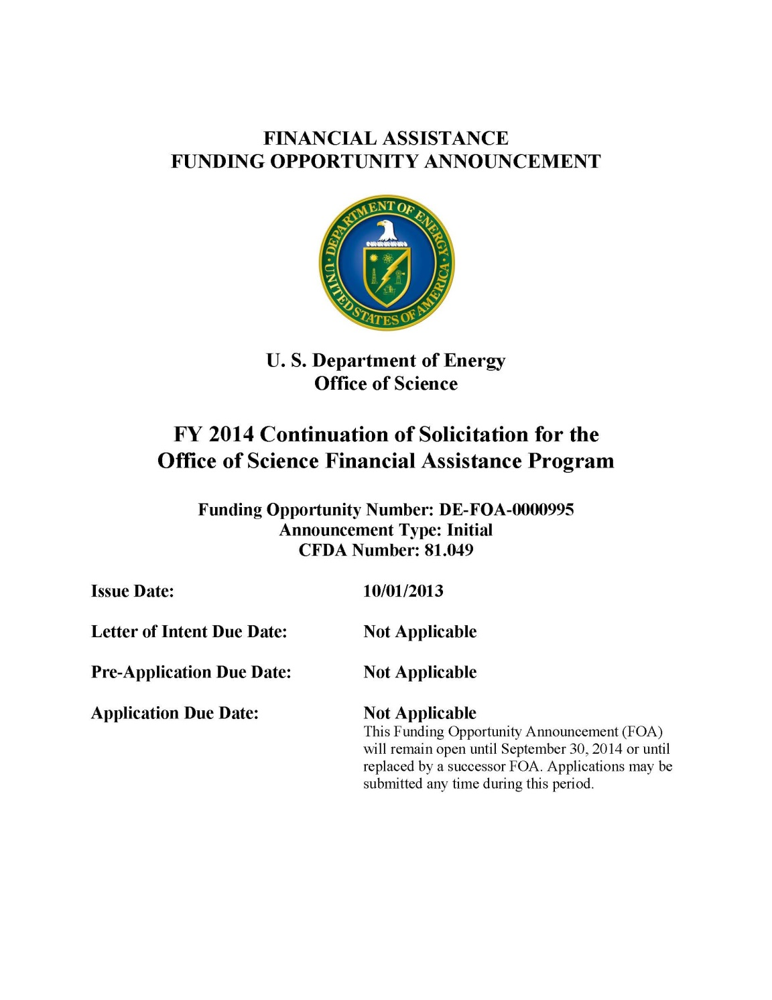 FINANCIAL ASSISTANCE
FUNDING OPPORTUNITY ANNOUNCEMENT
DEPARTMENT OF ENERGY
UNITED STATES OF AMERICA
U. S. Department of Energy
Office of Science
FY 2014 Continuation of Solicitation for the
Office of Science Financial Assistance Program
Funding Opportunity Number: DE-FOA-0000995
Announcement Type: Initial
CFDA Number: 81.049
Issue Date: 10/01/2013
Letter of Intent Due Date: Not Applicable
Pre-Application Due Date: Not Applicable
Application Due Date: Not Applicable
This Funding Opportunity Announcement (FOA)
will remain open until September 30, 2014 or until
replaced by a successor FOA. Applications may be
submitted any time during this period.